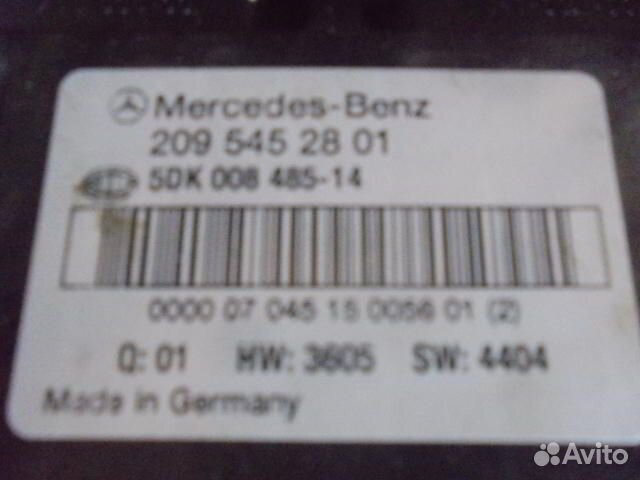 Mercedes-Benz
209 545 28 01
5DK 008 485-14
0000 07 045 15 0056 01 (2)
Q: 01 HW: 3605 SW: 4404
Made in Germany
Avito